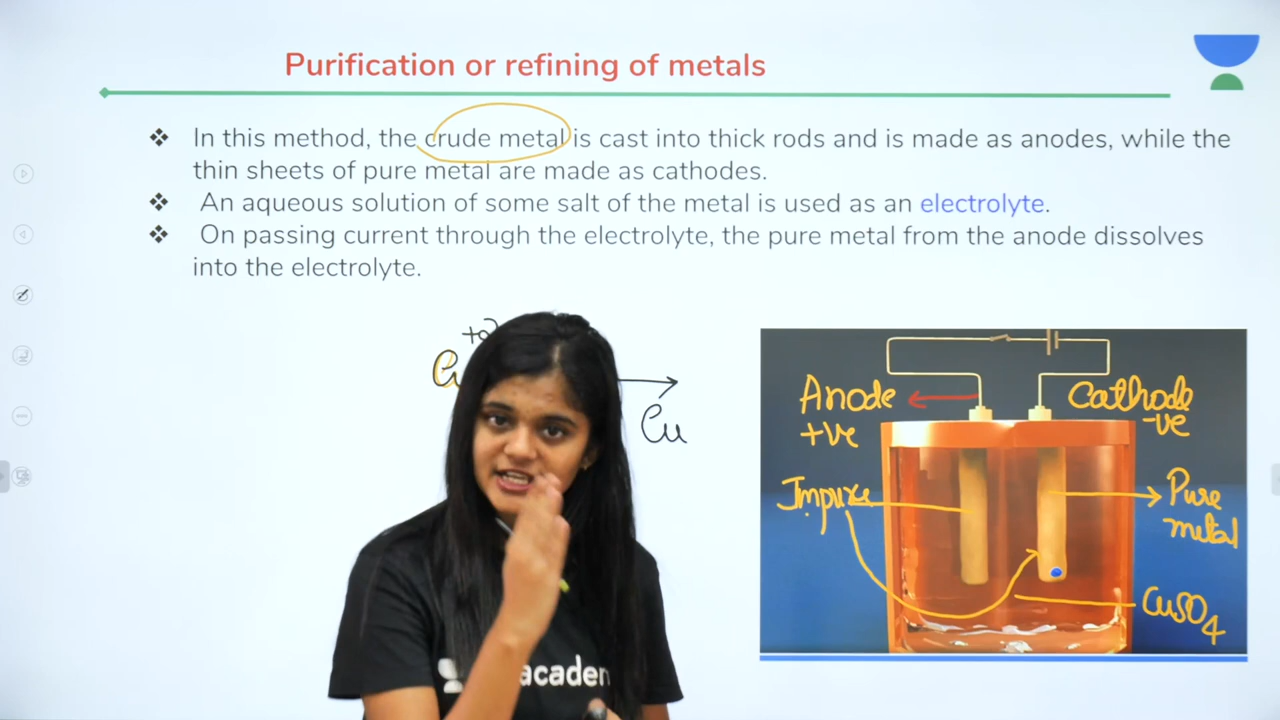 Purification or refining of metals
❖ In this method, the crude metal is cast into thick rods and is made as anodes, while the
thin sheets of pure metal are made as cathodes.
❖ An aqueous solution of some salt of the metal is used as an electrolyte.
❖ On passing current through the electrolyte, the pure metal from the anode dissolves
into the electrolyte.
Cu
Anode
+ve
Cathode
-ve
Impure
Pure
metal
CuSO4
academ